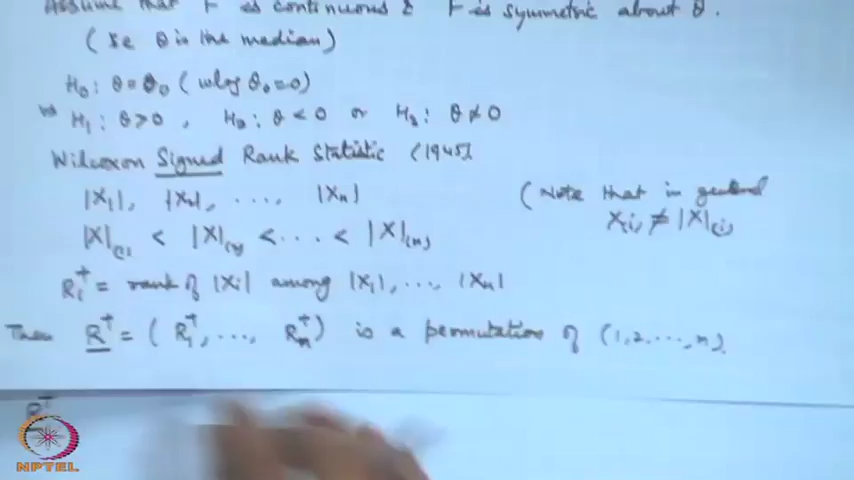 Assume that F is continuous & F is symmetric about θ.
(ie θ is the median)
H₀: θ = θ₀ (wlog θ₀ = 0)
H₁: θ > 0, H₂: θ < 0 or H₃: θ ≠ 0
Wilcoxon Signed Rank Statistic (1945)
|X₁|, |X₂|, ...., |Xₙ|
(Note that in general
X₍ᵢ₎ ≠ |X|₍ᵢ₎)
|X|₍₁₎ < |X|₍₂₎ < ... < |X|₍ₙ₎
Rᵢ⁺ = rank of |Xᵢ| among |X₁|, ..., |Xₙ|
Then R⁺ = (R₁⁺, ..., Rₙ⁺) is a permutation of (1,2,...,n).
R⁺
NPTEL